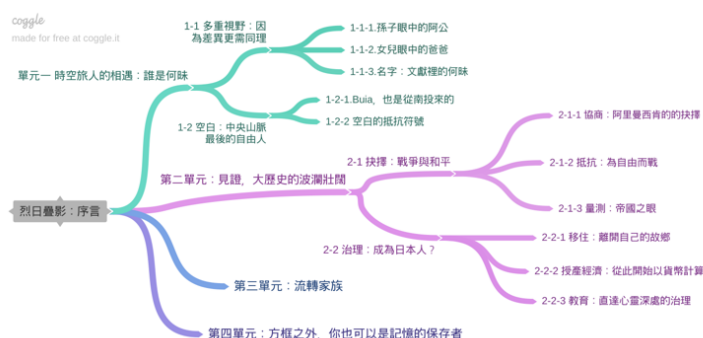 coggle
made for free at coggle.it
烈日疊影：序言
單元一 時空旅人的相遇：誰是何昧
1-1 多重視野：因
為差異更需同理
1-1-1.孫子眼中的阿公
1-1-2.女兒眼中的爸爸
1-1-3.名字：文獻裡的何昧
1-2 空白：中央山脈
最後的自由人
1-2-1.Buia，也是從南投來的
1-2-2 空白的抵抗符號
第二單元：見證，大歷史的波瀾壯闊
2-1 抉擇：戰爭與和平
2-1-1 協商：阿里曼西肯的的抉擇
2-1-2 抵抗：為自由而戰
2-1-3 量測：帝國之眼
2-2 治理：成為日本人？
2-2-1 移住：離開自己的故鄉
2-2-2 授產經濟：從此開始以貨幣計算
2-2-3 教育：直達心靈深處的治理
第三單元：流轉家族
第四單元：方框之外，你也可以是記憶的保存者